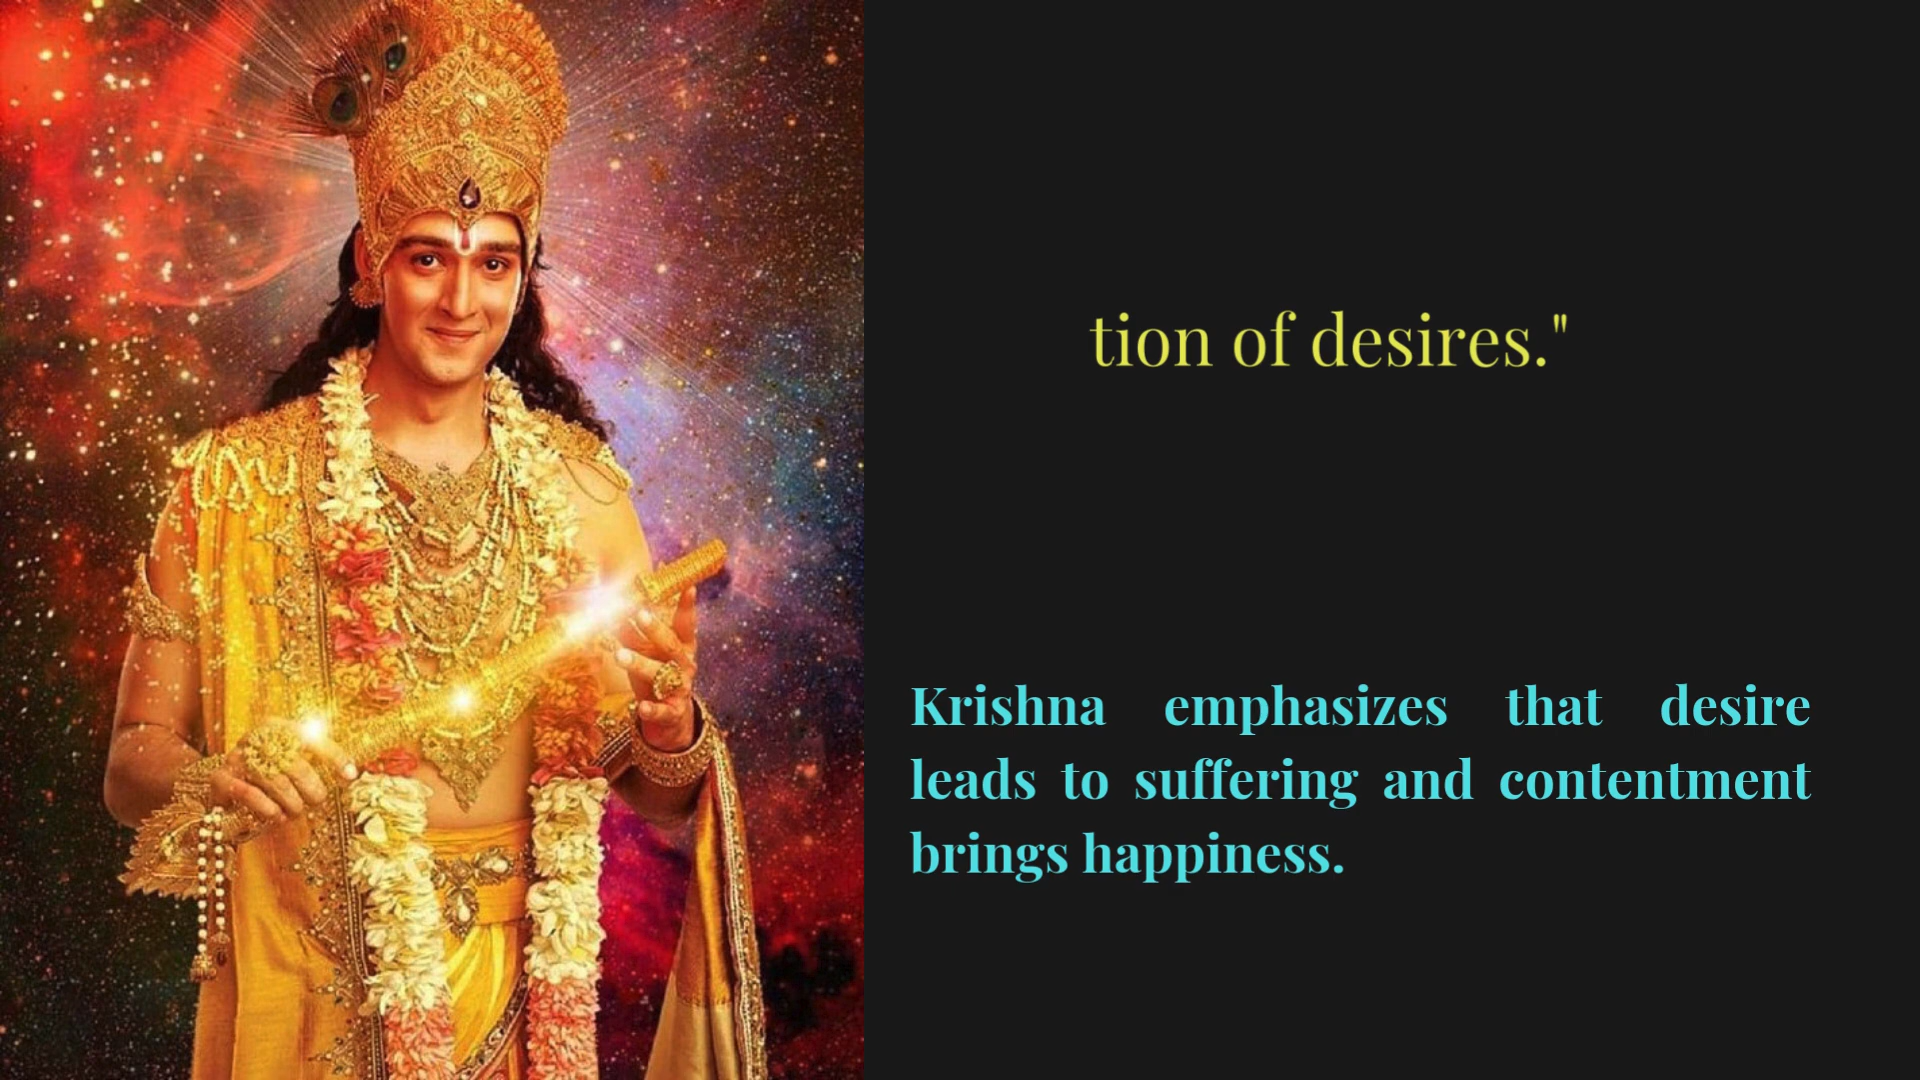 tion of desires."
Krishna emphasizes that desire
leads to suffering and contentment
brings happiness.